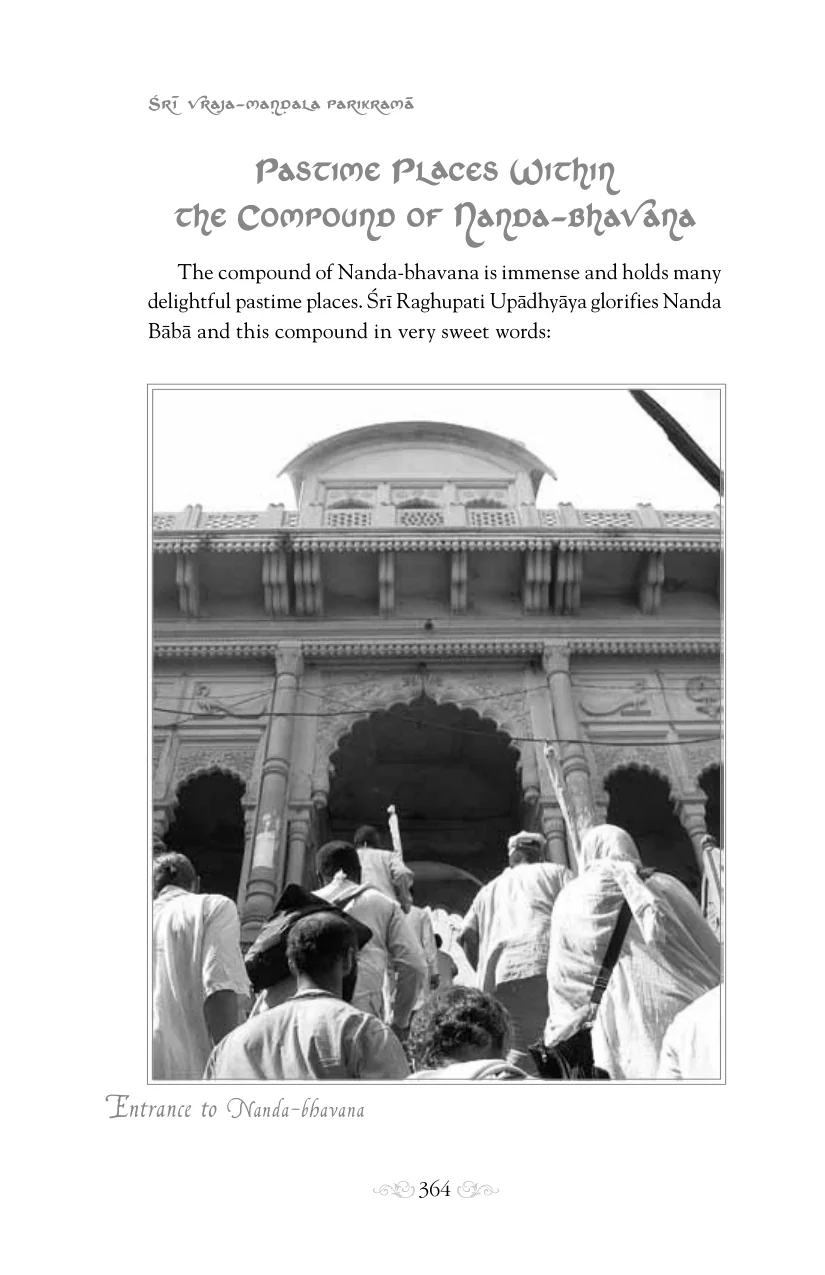 Śrī Vraja-maṇḍala Parikramā
Pastime Places Within
the Compound of Nanda-bhavana
The compound of Nanda-bhavana is immense and holds many
delightful pastime places. Śrī Raghupati Upādhyāya glorifies Nanda
Bābā and this compound in very sweet words:
Entrance to Nanda-bhavana
364